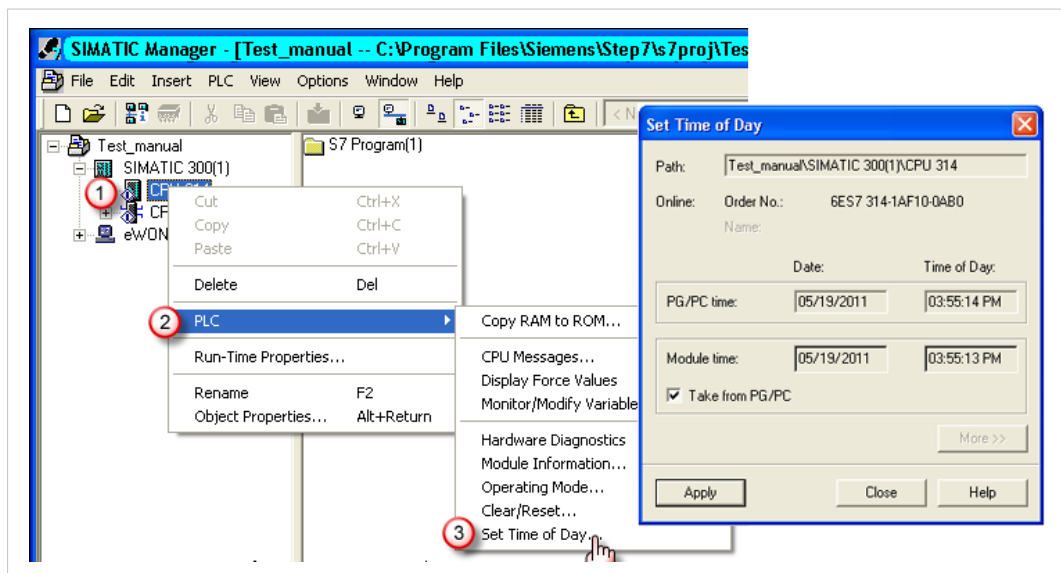 SIMATIC Manager - [Test_manual -- C:\Program Files\Siemens\Step7\s7proj\Tes
File Edit Insert PLC View Options Window Help
Test_manual
SIMATIC 300(1)
1
eWON
S7 Program(1)
Cut Ctrl+X
Copy Ctrl+C
Paste Ctrl+V
Delete Del
2 PLC
Run-Time Properties...
Rename F2
Object Properties... Alt+Return
Copy RAM to ROM...
CPU Messages...
Display Force Values
Monitor/Modify Variable
Hardware Diagnostics
Module Information...
Operating Mode...
Clear/Reset...
3 Set Time of Day...
Set Time of Day
Path: Test_manual\SIMATIC 300(1)\CPU 314
Online: Order No.: 6ES7 314-1AF10-0AB0
Name:
Date: Time of Day:
PG/PC time: 05/19/2011 03:55:14 PM
Module time: 05/19/2011 03:55:13 PM
Take from PG/PC
More >>
Apply Close Help